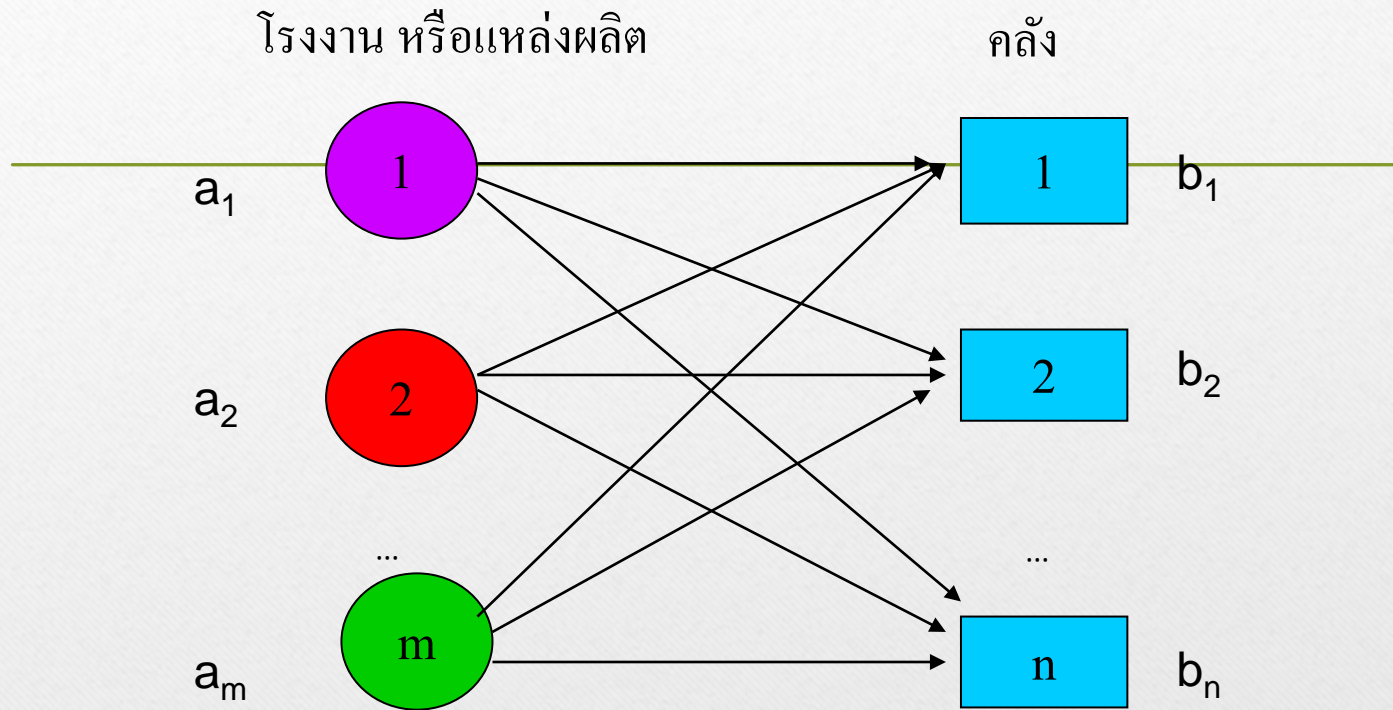 โรงงาน หรือแหล่งผลิต คลัง
a₁ 1 1 b₁
a₂ 2 2 b₂
... ...
aₘ m n bₙ